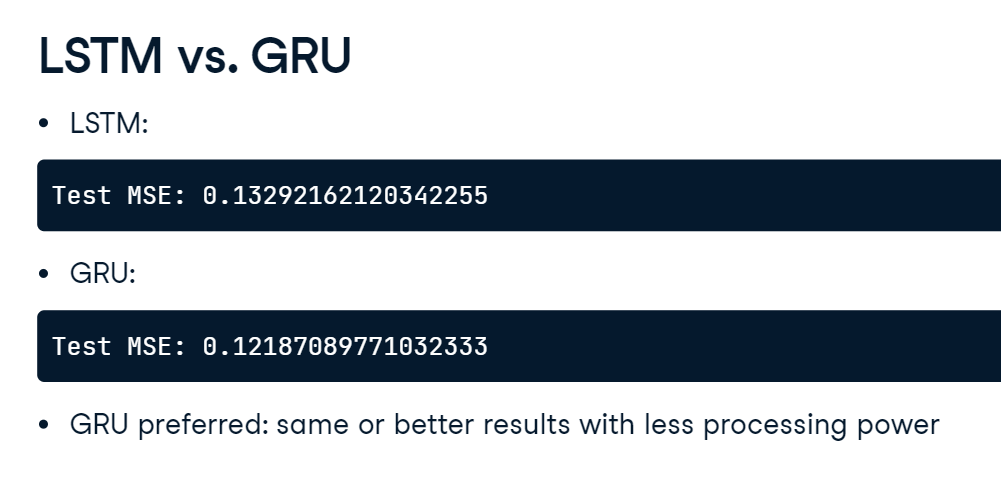 LSTM vs. GRU
• LSTM:
Test MSE: 0.13292162120342255
• GRU:
Test MSE: 0.12187089771032333
• GRU preferred: same or better results with less processing power